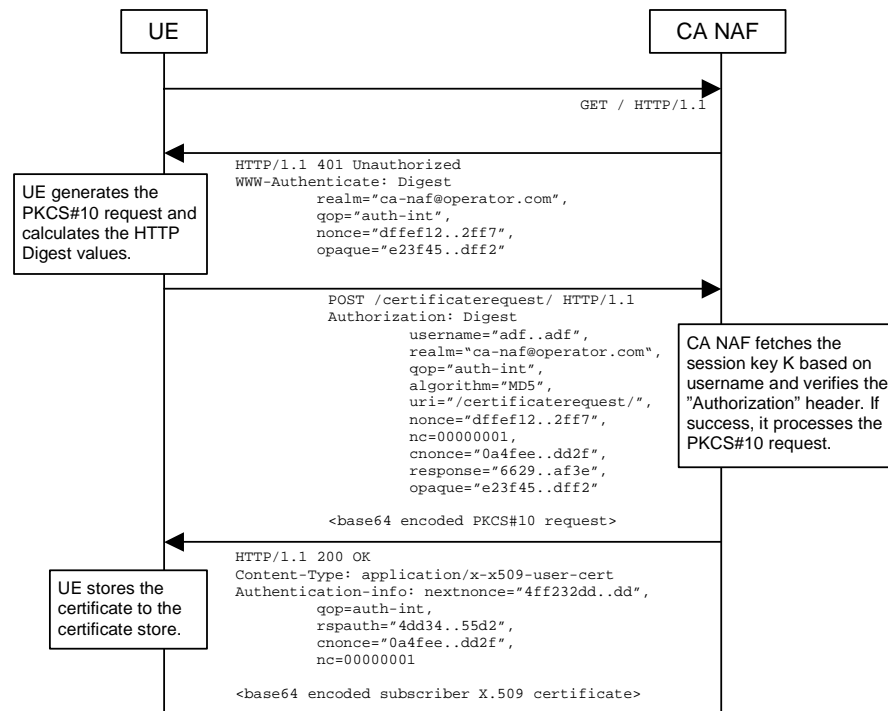 UE
CA NAF
GET / HTTP/1.1
HTTP/1.1 401 Unauthorized
WWW-Authenticate: Digest
realm="ca-naf@operator.com",
qop="auth-int",
nonce="dffef12..2ff7",
opaque="e23f45..dff2"
UE generates the
PKCS#10 request and
calculates the HTTP
Digest values.
POST /certificaterequest/ HTTP/1.1
Authorization: Digest
username="adf..adf",
realm="ca-naf@operator.com",
qop="auth-int",
algorithm="MD5",
uri="/certificaterequest/",
nonce="dffef12..2ff7",
nc=00000001,
cnonce="0a4fee..dd2f",
response="6629..af3e",
opaque="e23f45..dff2"
<base64 encoded PKCS#10 request>
CA NAF fetches the
session key K based on
username and verifies the
"Authorization" header. If
success, it processes the
PKCS#10 request.
HTTP/1.1 200 OK
Content-Type: application/x-x509-user-cert
Authentication-info: nextnonce="4ff232dd..dd",
qop=auth-int,
rspauth="4dd34..55d2",
cnonce="0a4fee..dd2f",
nc=00000001
<base64 encoded subscriber X.509 certificate>
UE stores the
certificate to the
certificate store.